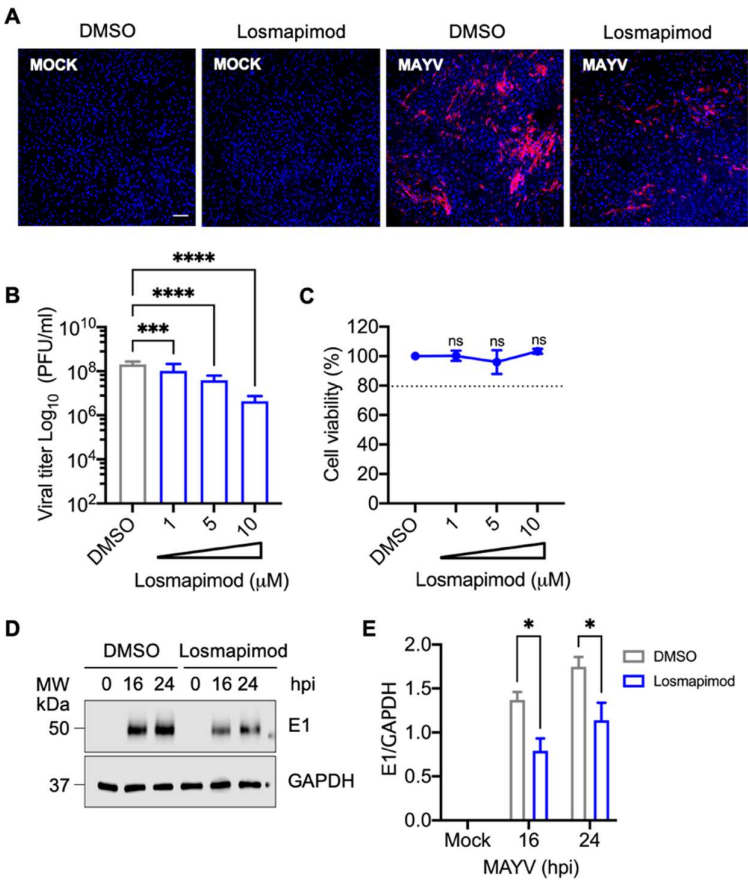 A
DMSO Losmapimod DMSO Losmapimod
MOCK MOCK MAYV MAYV
B
****
****
***
Viral titer Log10 (PFU/ml)
10^10
10^8
10^6
10^4
10^2
DMSO 1 5 10
Losmapimod (μM)
C
Cell viability (%)
120
100
80
60
40
20
0
ns ns ns
DMSO 1 5 10
Losmapimod (μM)
D
DMSO Losmapimod
MW 0 16 24 0 16 24 hpi
kDa
50 E1
37 GAPDH
E
* *
E1/GAPDH
2.0
1.5
1.0
0.5
0.0
Mock 16 24
MAYV (hpi)
DMSO
Losmapimod